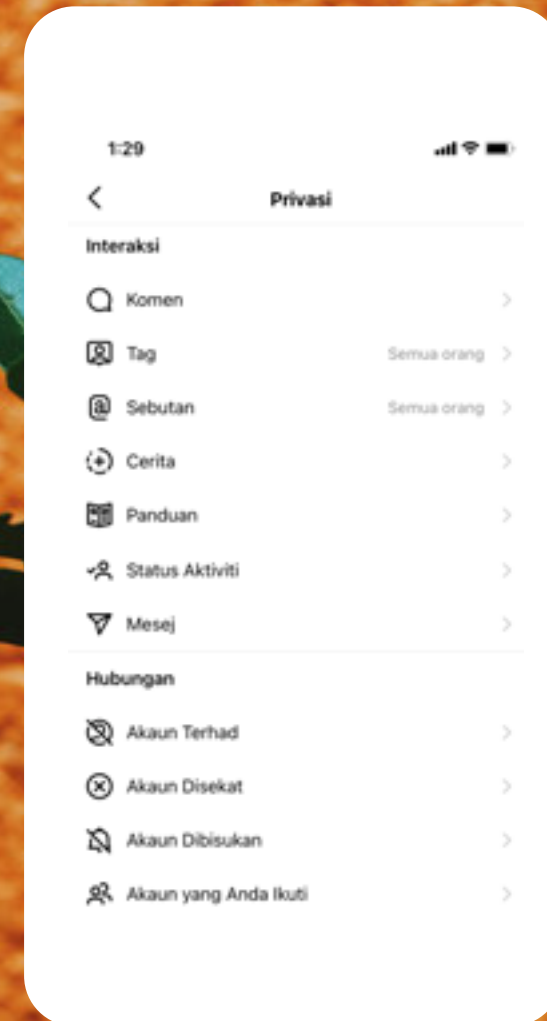 1:29
Privasi
Interaksi
Komen
Tag Semua orang
Sebutan Semua orang
Cerita
Panduan
Status Aktiviti
Mesej
Hubungan
Akaun Terhad
Akaun Disekat
Akaun Dibisukan
Akaun yang Anda Ikuti